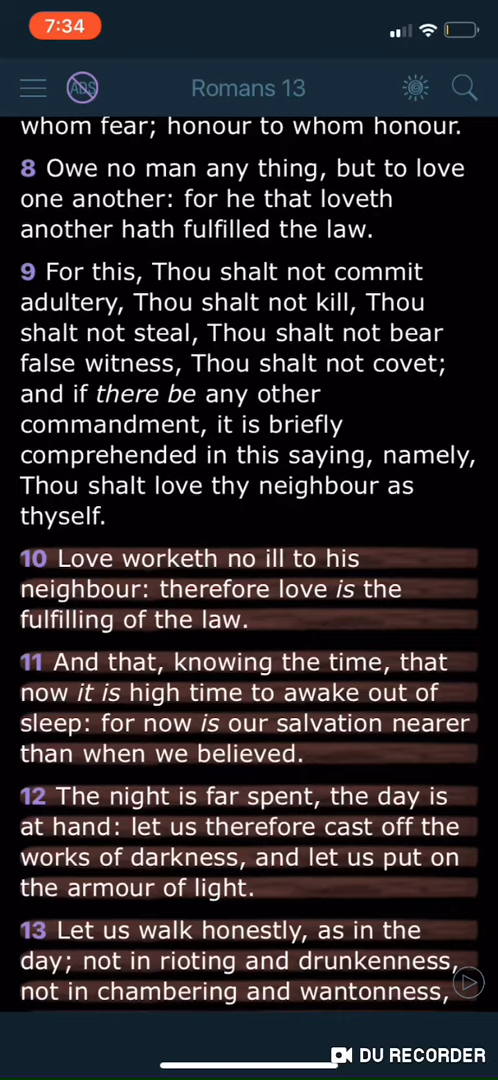 7:34
ADS
Romans 13
whom fear; honour to whom honour.
8 Owe no man any thing, but to love
one another: for he that loveth
another hath fulfilled the law.
9 For this, Thou shalt not commit
adultery, Thou shalt not kill, Thou
shalt not steal, Thou shalt not bear
false witness, Thou shalt not covet;
and if there be any other
commandment, it is briefly
comprehended in this saying, namely,
Thou shalt love thy neighbour as
thyself.
10 Love worketh no ill to his
neighbour: therefore love is the
fulfilling of the law.
11 And that, knowing the time, that
now it is high time to awake out of
sleep: for now is our salvation nearer
than when we believed.
12 The night is far spent, the day is
at hand: let us therefore cast off the
works of darkness, and let us put on
the armour of light.
13 Let us walk honestly, as in the
day; not in rioting and drunkenness,
not in chambering and wantonness,
DU RECORDER